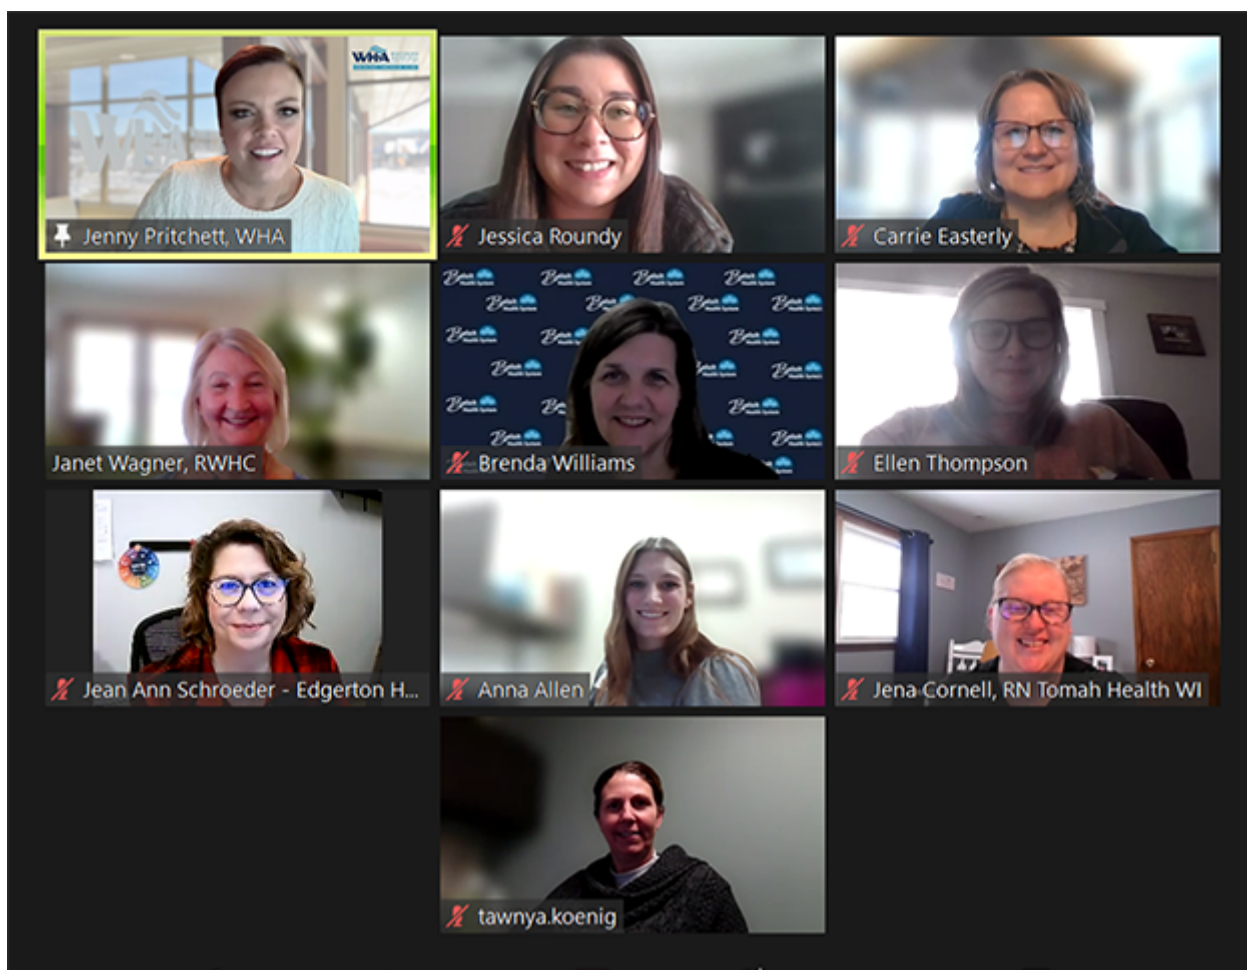 WHA
WHA
Jenny Pritchett, WHA
Jessica Roundy
Carrie Easterly
Janet Wagner, RWHC
Brenda Williams
Ellen Thompson
Jean Ann Schroeder - Edgerton H...
Anna Allen
Jena Cornell, RN Tomah Health WI
tawnya.koenig